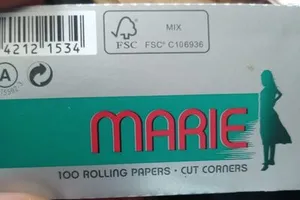 4212 1534
FSC
MIX
FSC® C106936
A
MARIE
100 ROLLING PAPERS · CUT CORNERS